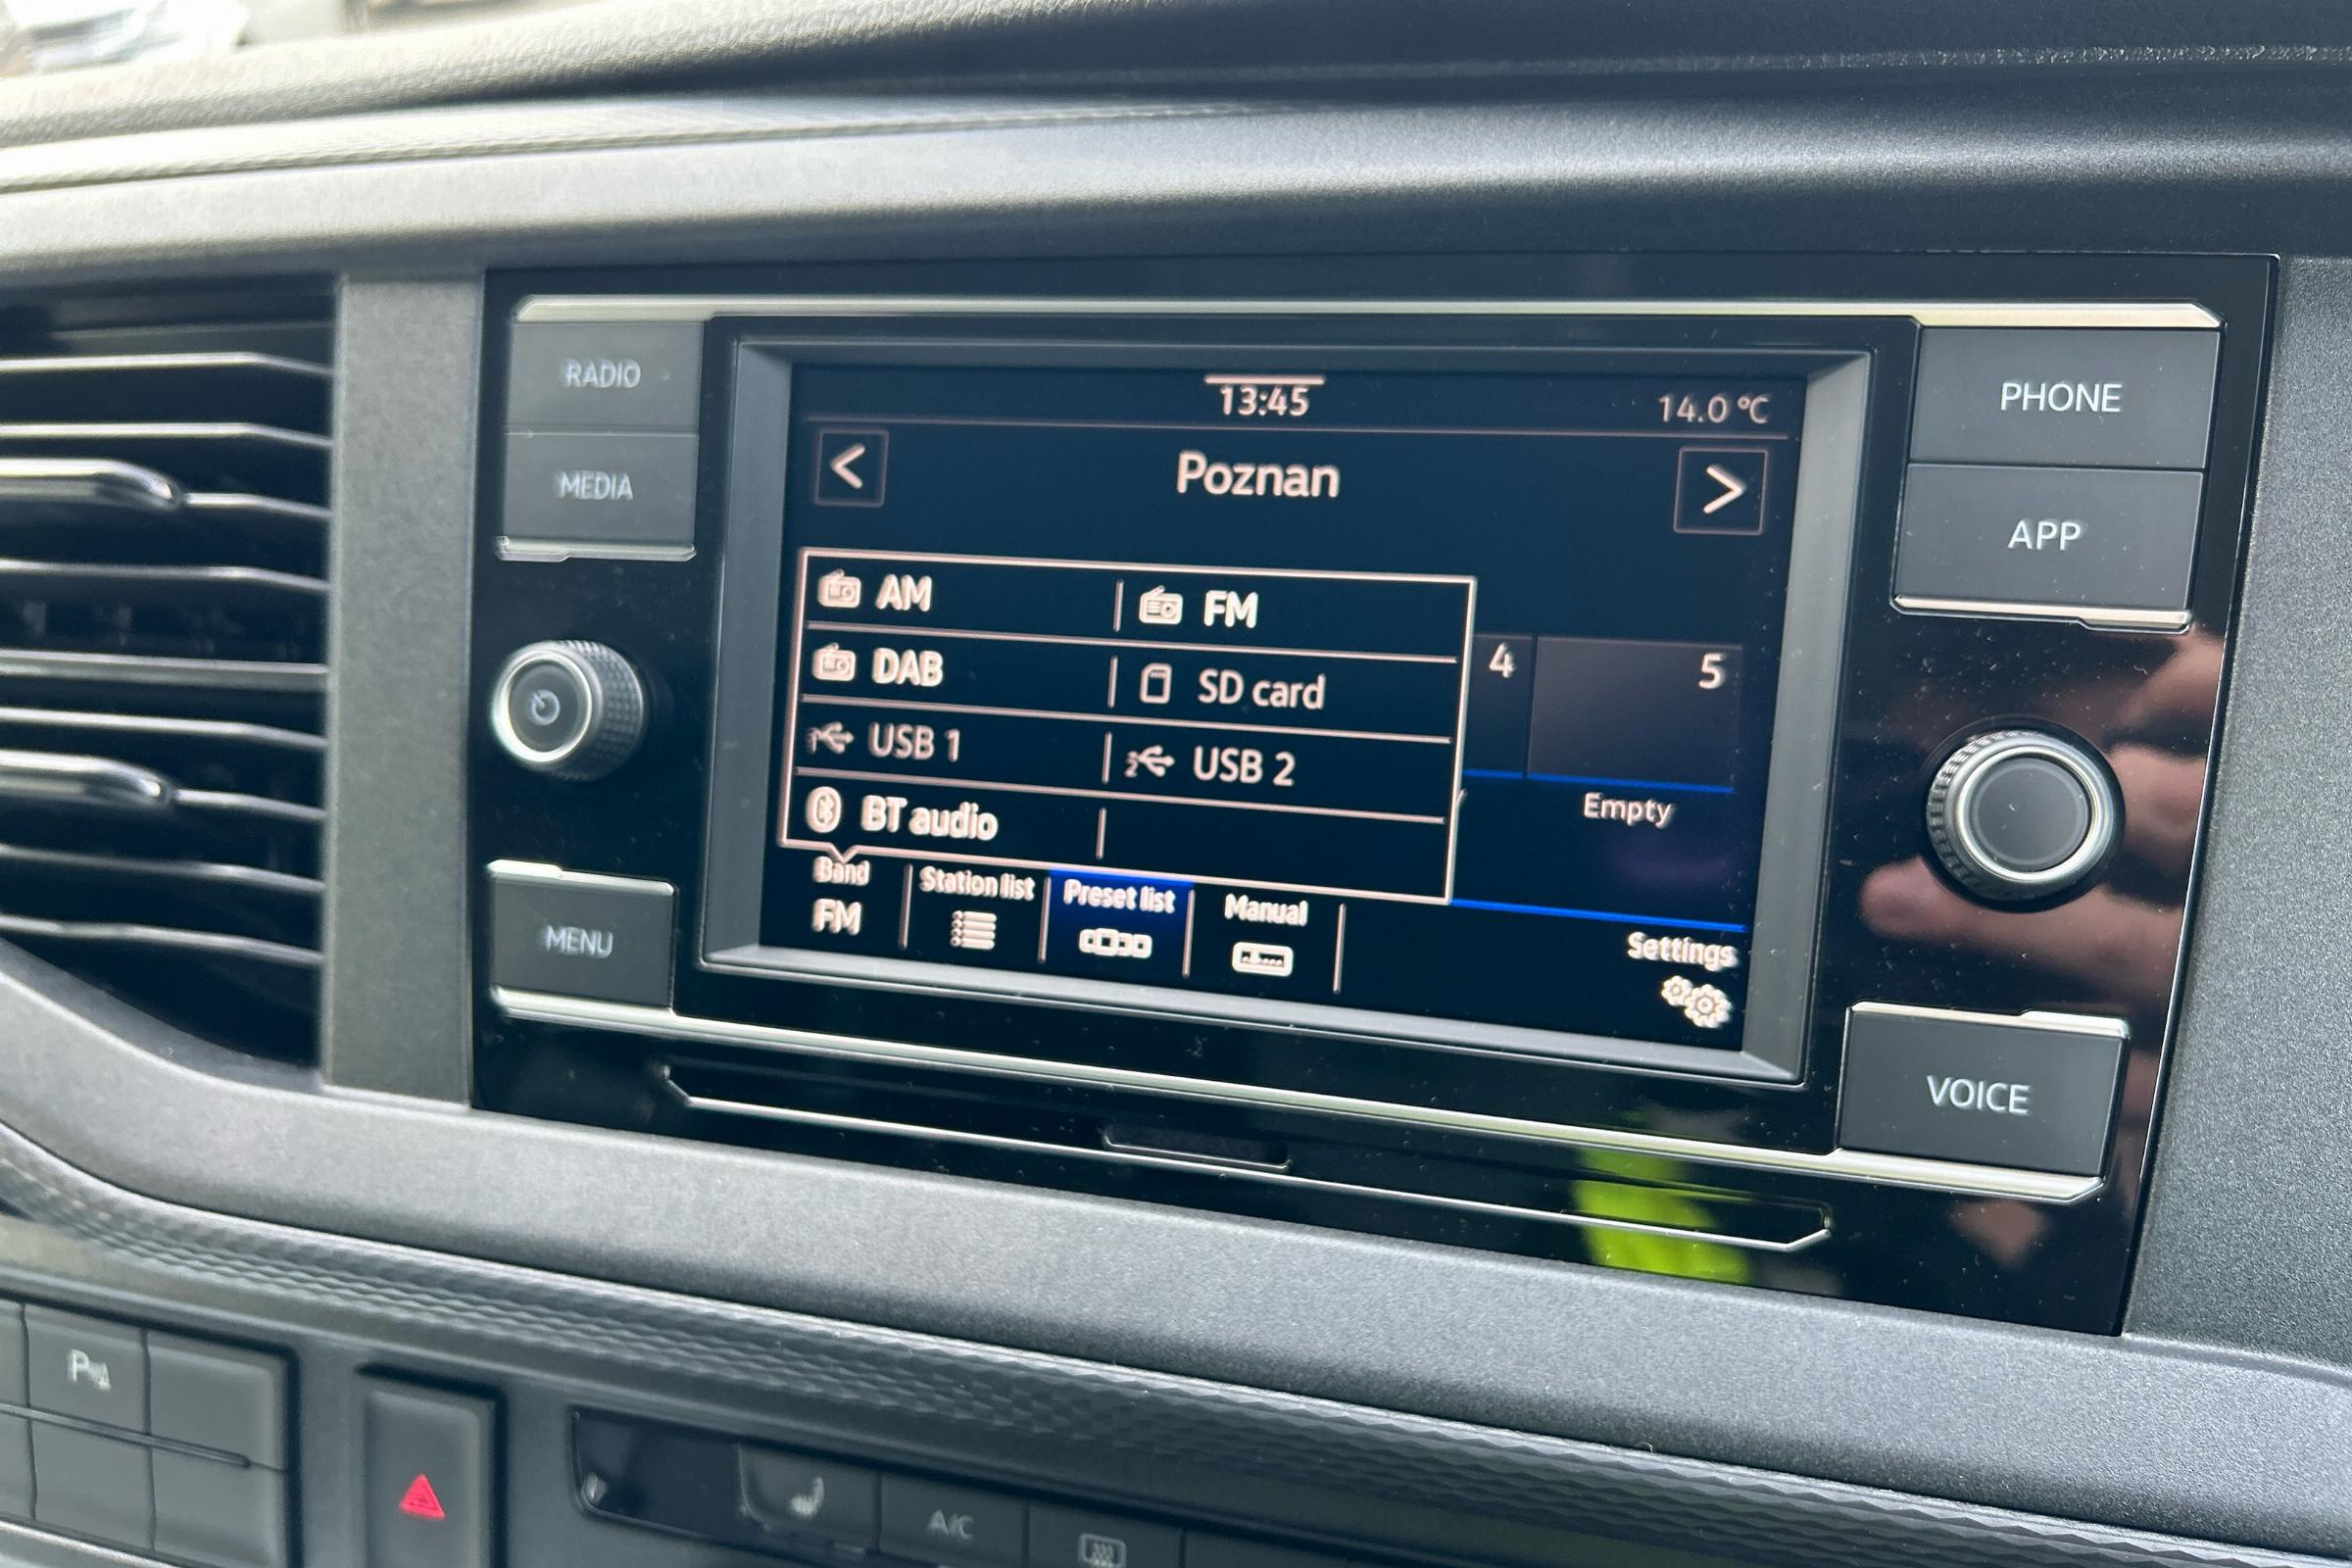 RADIO
MEDIA
MENU
13:45
14.0 °C
<
Poznan
>
AM
FM
DAB
SD card
USB 1
2 USB 2
BT audio
4
5
Empty
Band
FM
Station list
Preset list
Manual
Settings
PHONE
APP
VOICE
P
A/C